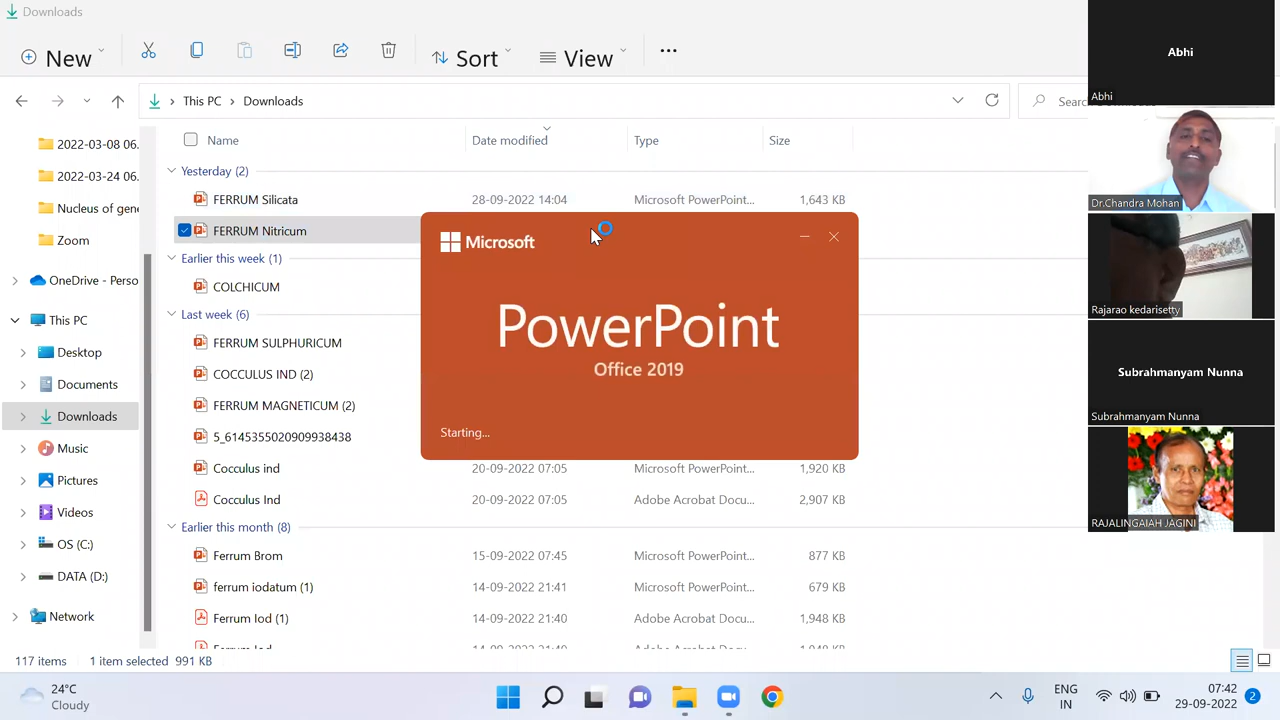 Downloads
New
Sort
View
This PC
Downloads
Name
Date modified
Type
Size
2022-03-08 06.
2022-03-24 06.
Nucleus of gene
Zoom
OneDrive - Perso
This PC
Desktop
Documents
Downloads
Music
Pictures
Videos
OS (C:)
DATA (D:)
Network
Yesterday (2)
FERRUM Silicata 28-09-2022 14:04 Microsoft PowerPoint... 1,643 KB
FERRUM Nitricum
Earlier this week (1)
COLCHICUM
Last week (6)
FERRUM SULPHURICUM
COCCULUS IND (2)
FERRUM MAGNETICUM (2)
5_6145355020909938438
Cocculus ind 20-09-2022 07:05 Microsoft PowerPoint... 1,920 KB
Cocculus Ind 20-09-2022 07:05 Adobe Acrobat Docu... 2,907 KB
Earlier this month (8)
Ferrum Brom 15-09-2022 07:45 Microsoft PowerPoint... 877 KB
ferrum iodatum (1) 14-09-2022 21:41 Microsoft PowerPoint... 679 KB
Ferrum Iod (1) 14-09-2022 21:40 Adobe Acrobat Docu... 1,948 KB
Microsoft
PowerPoint
Office 2019
Starting...
Abhi
Abhi
Dr.Chandra Mohan
Rajarao kedarisetty
Subrahmanyam Nunna
Subrahmanyam Nunna
RAJALINGAIAH JAGINI
117 items 1 item selected 991 KB
24°C
Cloudy
ENG
IN
07:42
29-09-2022
2